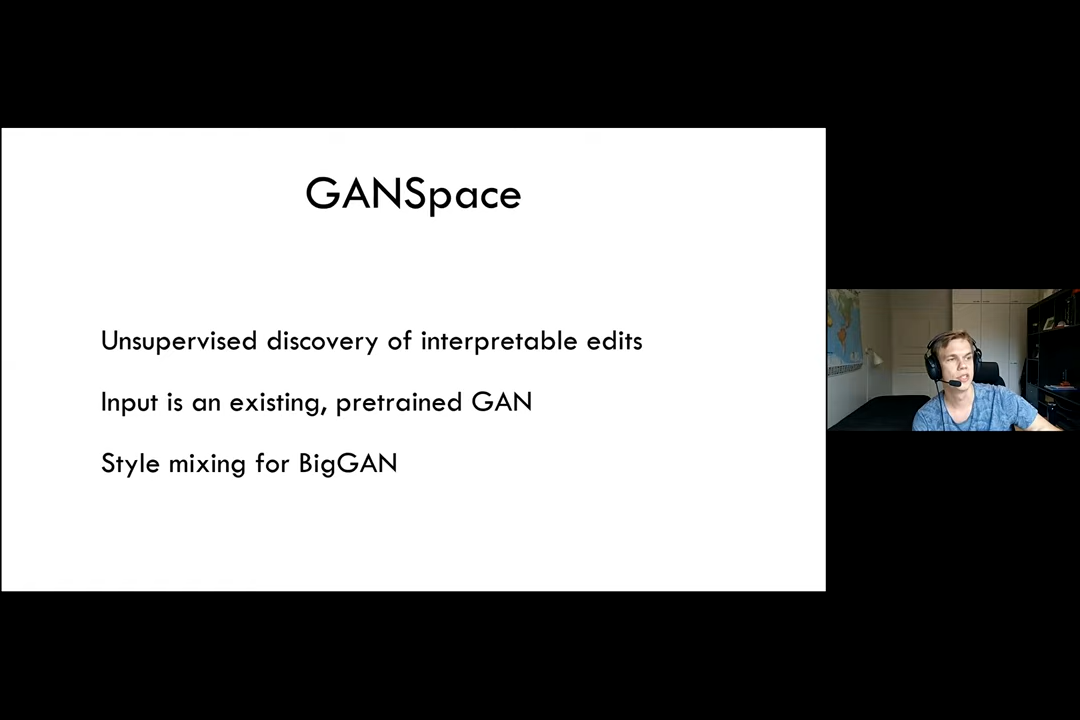 GANSpace
Unsupervised discovery of interpretable edits
Input is an existing, pretrained GAN
Style mixing for BigGAN